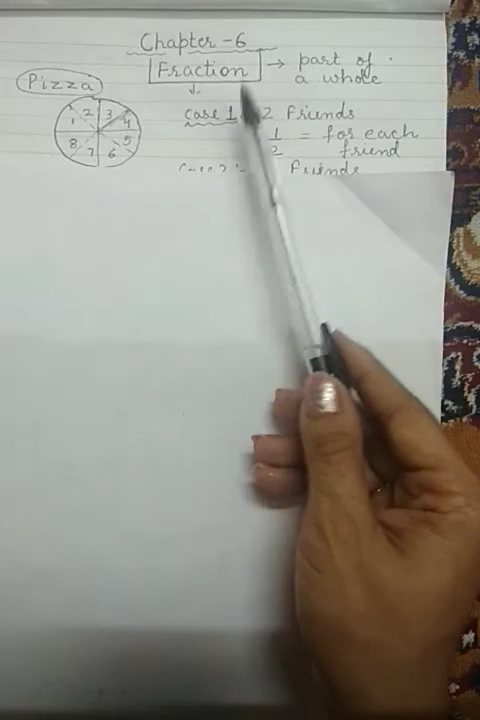 Chapter - 6
Fraction → part of a whole
Pizza
1 2 3 4 5 6 7 8
Case 1 2 Friends
1/2 = for each friend
Friends